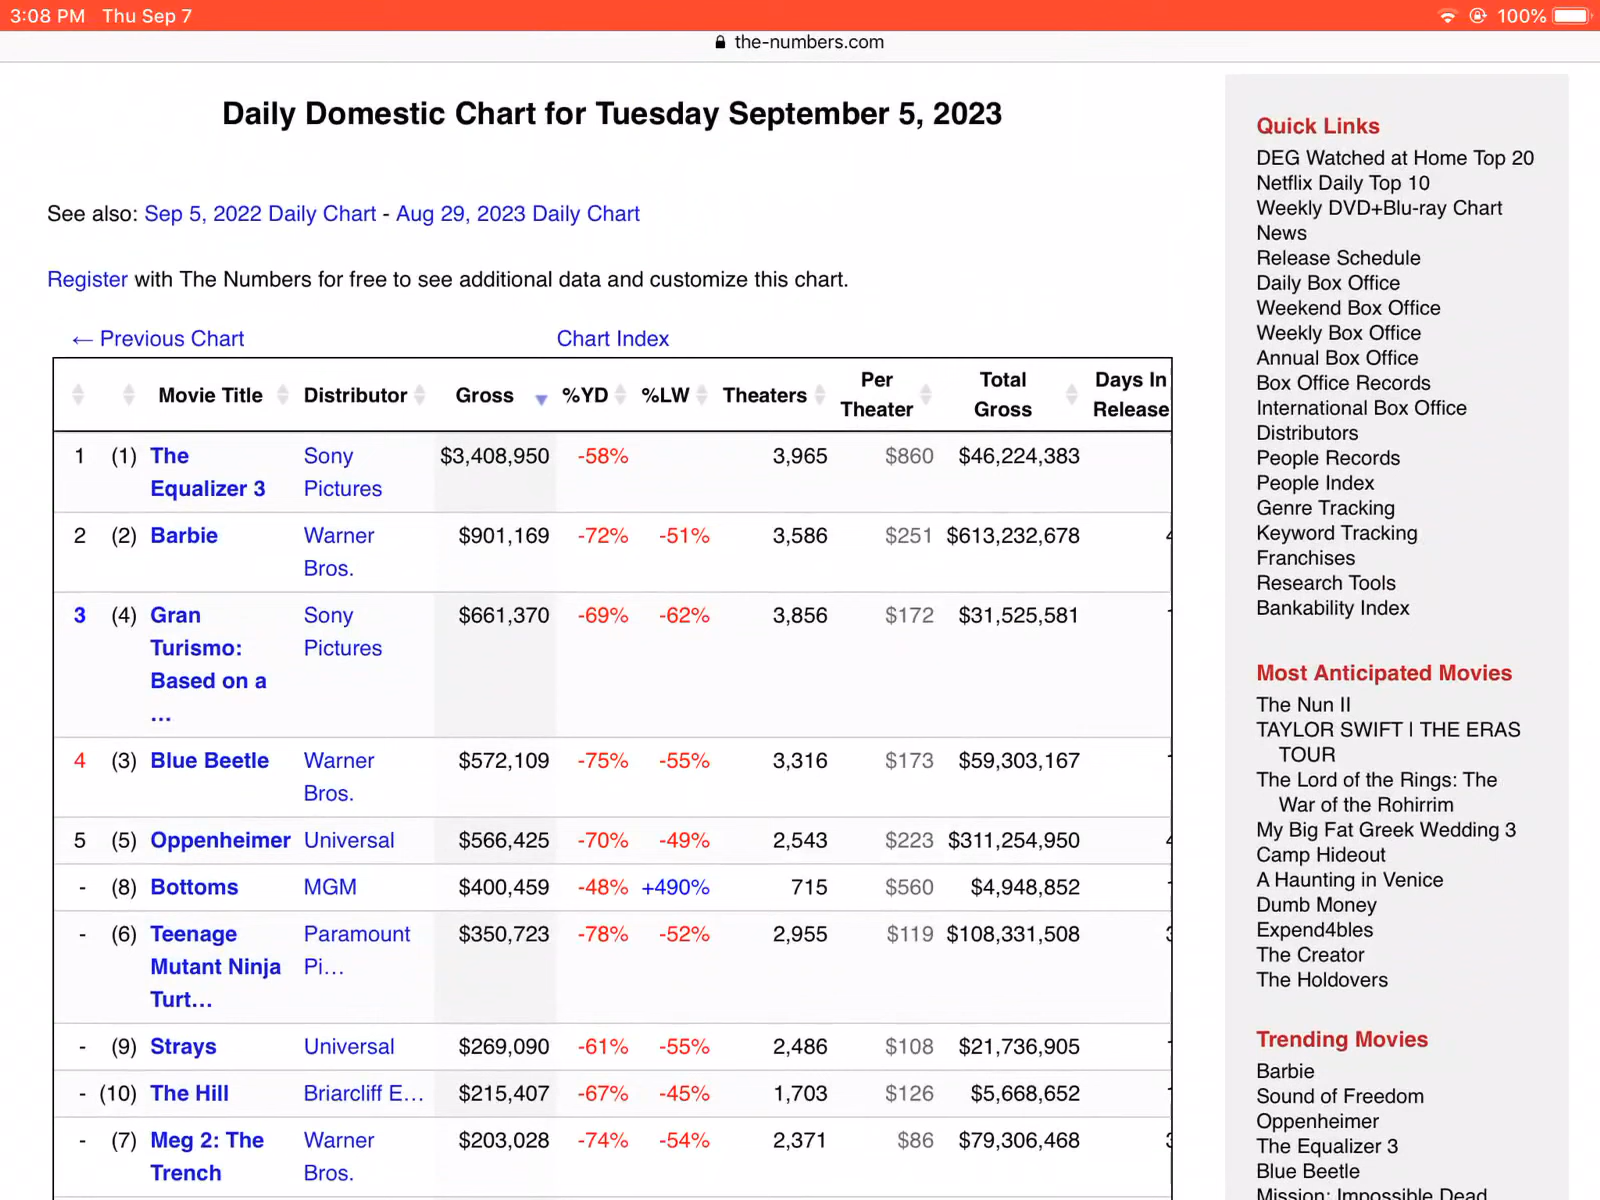 3:08 PM Thu Sep 7
100%
the-numbers.com
Daily Domestic Chart for Tuesday September 5, 2023
See also: Sep 5, 2022 Daily Chart - Aug 29, 2023 Daily Chart
Register with The Numbers for free to see additional data and customize this chart.
← Previous Chart Chart Index
Movie Title Distributor Gross %YD %LW Theaters Per Theater Total Gross Days In Release
1 (1) The Sony $3,408,950 -58% 3,965 $860 $46,224,383
Equalizer 3 Pictures
2 (2) Barbie Warner $901,169 -72% -51% 3,586 $251 $613,232,678
Bros.
3 (4) Gran Sony $661,370 -69% -62% 3,856 $172 $31,525,581
Turismo: Pictures
Based on a
...
4 (3) Blue Beetle Warner $572,109 -75% -55% 3,316 $173 $59,303,167
Bros.
5 (5) Oppenheimer Universal $566,425 -70% -49% 2,543 $223 $311,254,950
- (8) Bottoms MGM $400,459 -48% +490% 715 $560 $4,948,852
- (6) Teenage Paramount $350,723 -78% -52% 2,955 $119 $108,331,508
Mutant Ninja Pi...
Turt...
- (9) Strays Universal $269,090 -61% -55% 2,486 $108 $21,736,905
- (10) The Hill Briarcliff E... $215,407 -67% -45% 1,703 $126 $5,668,652
- (7) Meg 2: The Warner $203,028 -74% -54% 2,371 $86 $79,306,468
Trench Bros.
Quick Links
DEG Watched at Home Top 20
Netflix Daily Top 10
Weekly DVD+Blu-ray Chart
News
Release Schedule
Daily Box Office
Weekend Box Office
Weekly Box Office
Annual Box Office
Box Office Records
International Box Office
Distributors
People Records
People Index
Genre Tracking
Keyword Tracking
Franchises
Research Tools
Bankability Index
Most Anticipated Movies
The Nun II
TAYLOR SWIFT | THE ERAS
TOUR
The Lord of the Rings: The
War of the Rohirrim
My Big Fat Greek Wedding 3
Camp Hideout
A Haunting in Venice
Dumb Money
Expend4bles
The Creator
The Holdovers
Trending Movies
Barbie
Sound of Freedom
Oppenheimer
The Equalizer 3
Blue Beetle
Mission: Impossible Dead